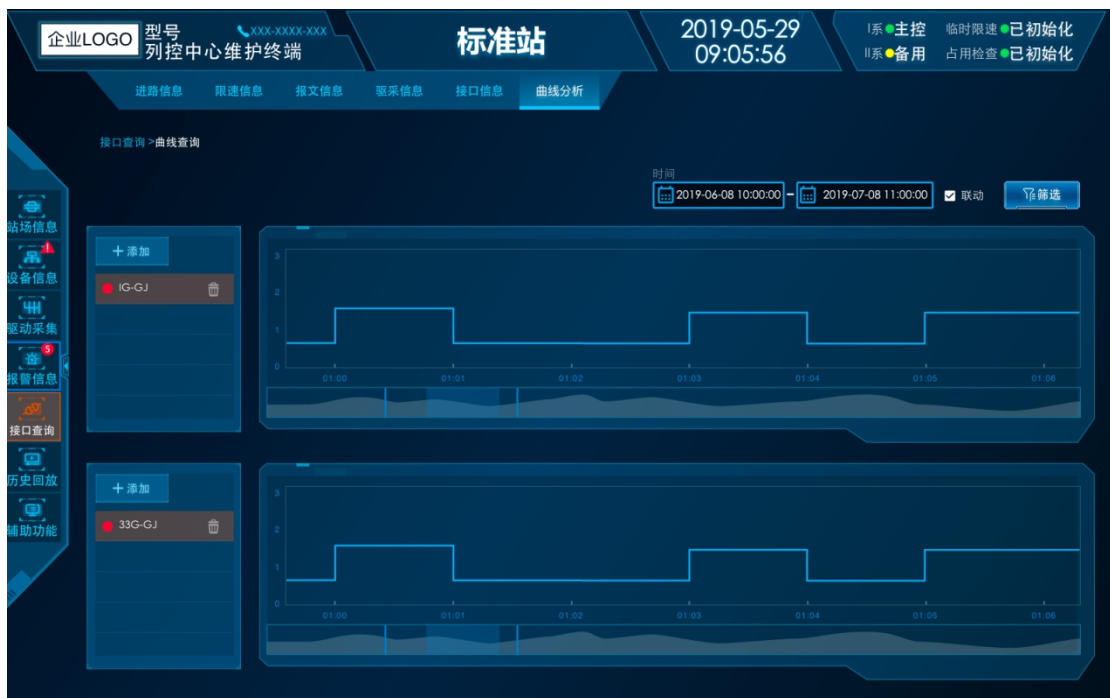 企业LOGO
型号
XXX-XXXX-XXX
列控中心维护终端
标准站
2019-05-29
09:05:56
I系 主控 临时限速 已初始化
II系 备用 占用检查 已初始化
进路信息 限速信息 报文信息 驱采信息 接口信息 曲线分析
接口查询 >曲线查询
时间
2019-06-08 10:00:00 – 2019-07-08 11:00:00 联动 筛选
站场信息
设备信息
驱动采集
5
报警信息
接口查询
历史回放
辅助功能
+ 添加
IG-GJ
3
2
1
0
01:00 01:01 01:02 01:03 01:04 01:05 01:06
+ 添加
33G-GJ
3
2
1
0
01:00 01:01 01:02 01:03 01:04 01:05 01:06